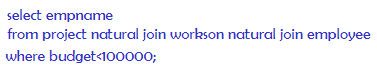 select empname
from project natural join workson natural join employee
where budget<100000;